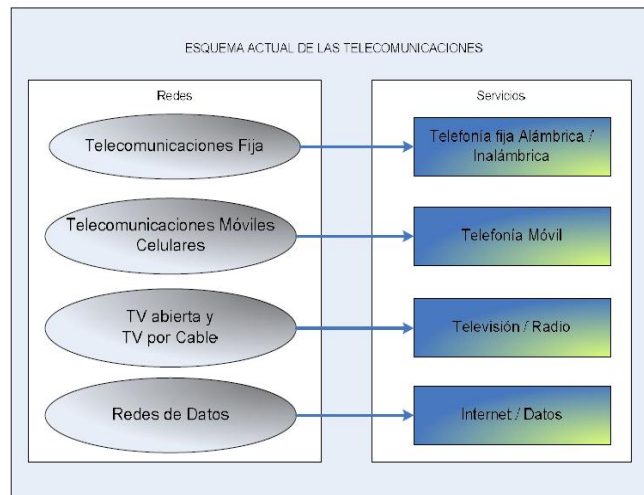 ESQUEMA ACTUAL DE LAS TELECOMUNICACIONES
Redes
Servicios
Telecomunicaciones Fija
Telefonía fija Alámbrica /
Inalámbrica
Telecomunicaciones Móviles
Celulares
Telefonía Móvil
TV abierta y
TV por Cable
Televisión / Radio
Redes de Datos
Internet / Datos